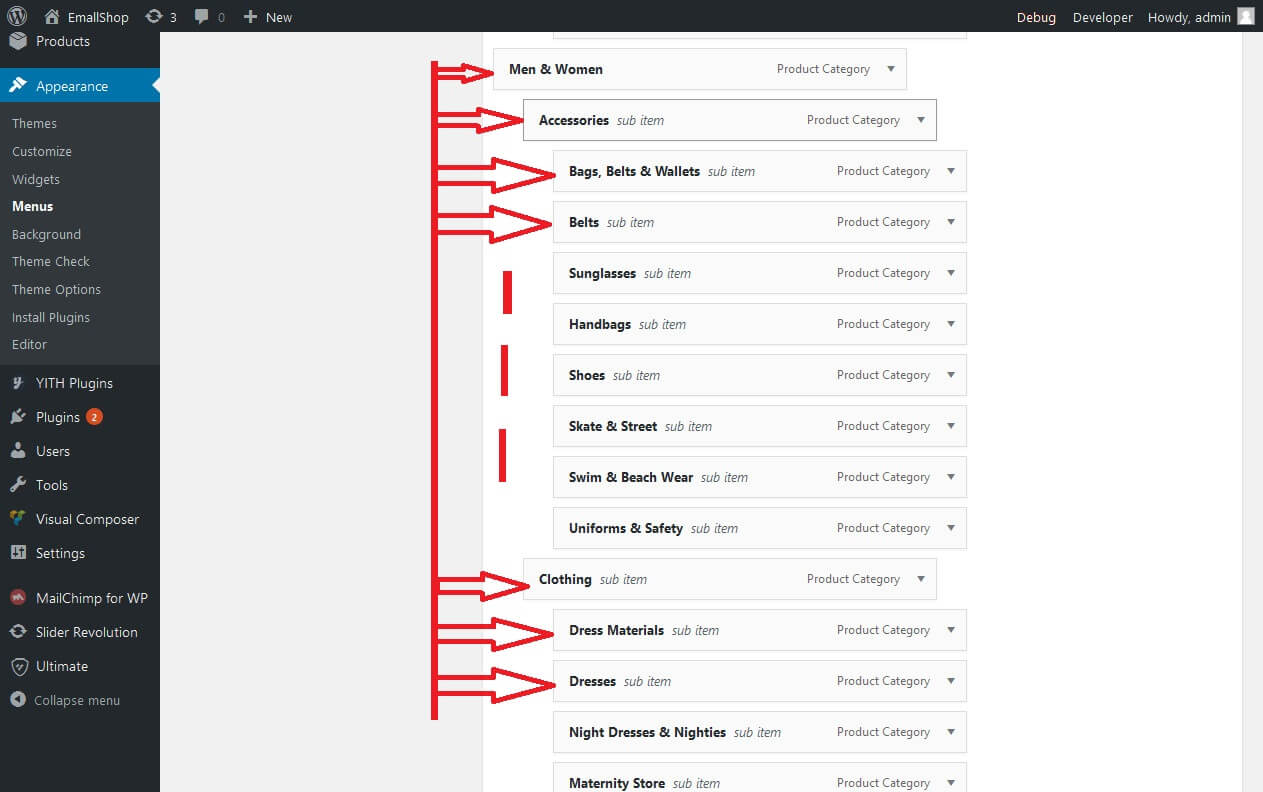 EmallShop 3 0 New Debug Developer Howdy, admin
Products
Appearance
Themes
Customize
Widgets
Menus
Background
Theme Check
Theme Options
Install Plugins
Editor
YITH Plugins
Plugins 2
Users
Tools
Visual Composer
Settings
MailChimp for WP
Slider Revolution
Ultimate
Collapse menu
Men & Women Product Category
Accessories sub item Product Category
Bags, Belts & Wallets sub item Product Category
Belts sub item Product Category
Sunglasses sub item Product Category
Handbags sub item Product Category
Shoes sub item Product Category
Skate & Street sub item Product Category
Swim & Beach Wear sub item Product Category
Uniforms & Safety sub item Product Category
Clothing sub item Product Category
Dress Materials sub item Product Category
Dresses sub item Product Category
Night Dresses & Nighties sub item Product Category
Maternity Store sub item Product Category